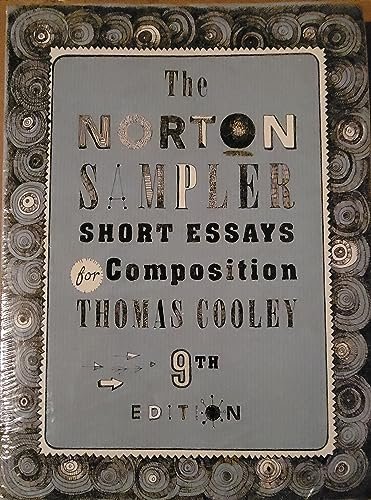 The
NORTON
SAMPLER
SHORT ESSAYS
for Composition
THOMAS COOLEY
9TH
EDITION